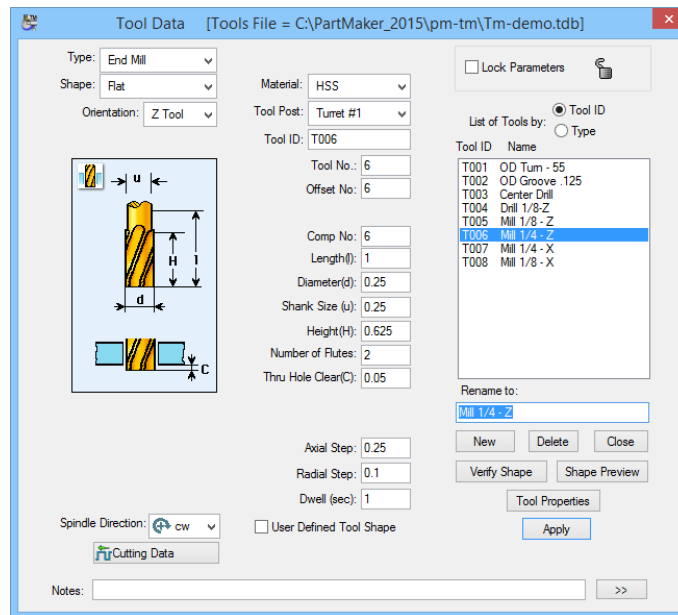 Tool Data [Tools File = C:\PartMaker_2015\pm-tm\Tm-demo.tdb]
Type: End Mill
Shape: Flat
Orientation: Z Tool
Material: HSS
Tool Post: Turret #1
Tool ID: T006
Tool No.: 6
Offset No: 6
Comp No: 6
Length(l): 1
Diameter(d): 0.25
Shank Size (u): 0.25
Height(H): 0.625
Number of Flutes: 2
Thru Hole Clear(C): 0.05
Axial Step: 0.25
Radial Step: 0.1
Dwell (sec): 1
User Defined Tool Shape
u
H
l
d
C
Spindle Direction: CW
Cutting Data
Lock Parameters
List of Tools by: Tool ID
Type
Tool ID Name
T001 OD Turn - 55
T002 OD Groove .125
T003 Center Drill
T004 Drill 1/8-Z
T005 Mill 1/8 - Z
T006 Mill 1/4 - Z
T007 Mill 1/4 - X
T008 Mill 1/8 - X
Rename to:
Mill 1/4 - Z
New Delete Close
Verify Shape Shape Preview
Tool Properties
Apply
Notes: >>